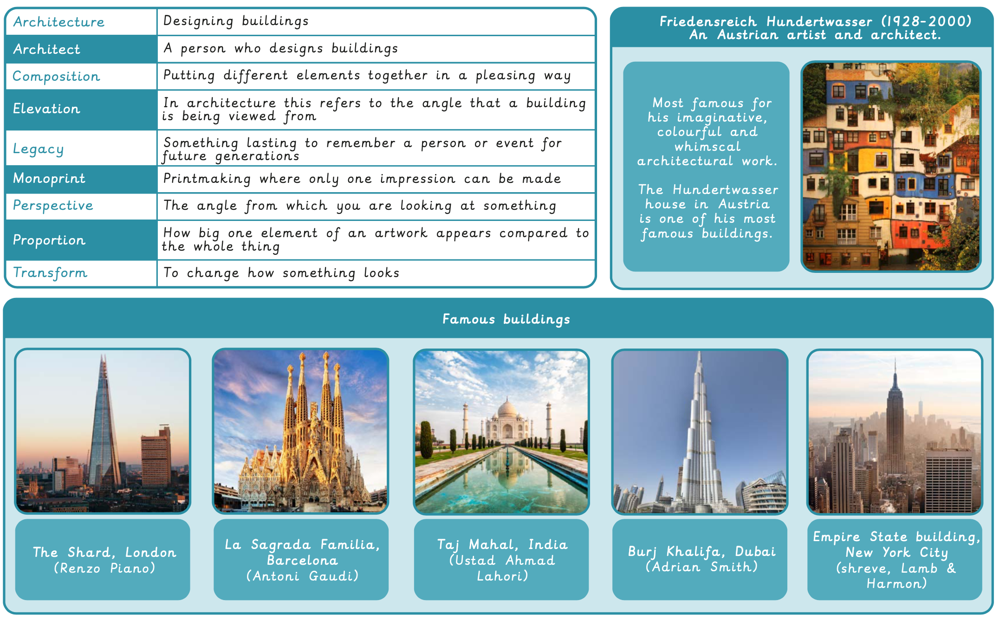 Architecture
Designing buildings
Architect
A person who designs buildings
Composition
Putting different elements together in a pleasing way
Elevation
In architecture this refers to the angle that a building
is being viewed from
Legacy
Something lasting to remember a person or event for
future generations
Monoprint
Printmaking where only one impression can be made
Perspective
The angle from which you are looking at something
Proportion
How big one element of an artwork appears compared to
the whole thing
Transform
To change how something looks
Friedensreich Hundertwasser (1928-2000)
An Austrian artist and architect.
Most famous for
his imaginative,
colourful and
whimscal
architectural work.
The Hundertwasser
house in Austria
is one of his most
famous buildings.
Famous buildings
The Shard, London
(Renzo Piano)
La Sagrada Familia,
Barcelona
(Antoni Gaudi)
Taj Mahal, India
(Ustad Ahmad
Lahori)
Burj Khalifa, Dubai
(Adrian Smith)
Empire State building,
New York City
(shreve, Lamb &
Harmon)